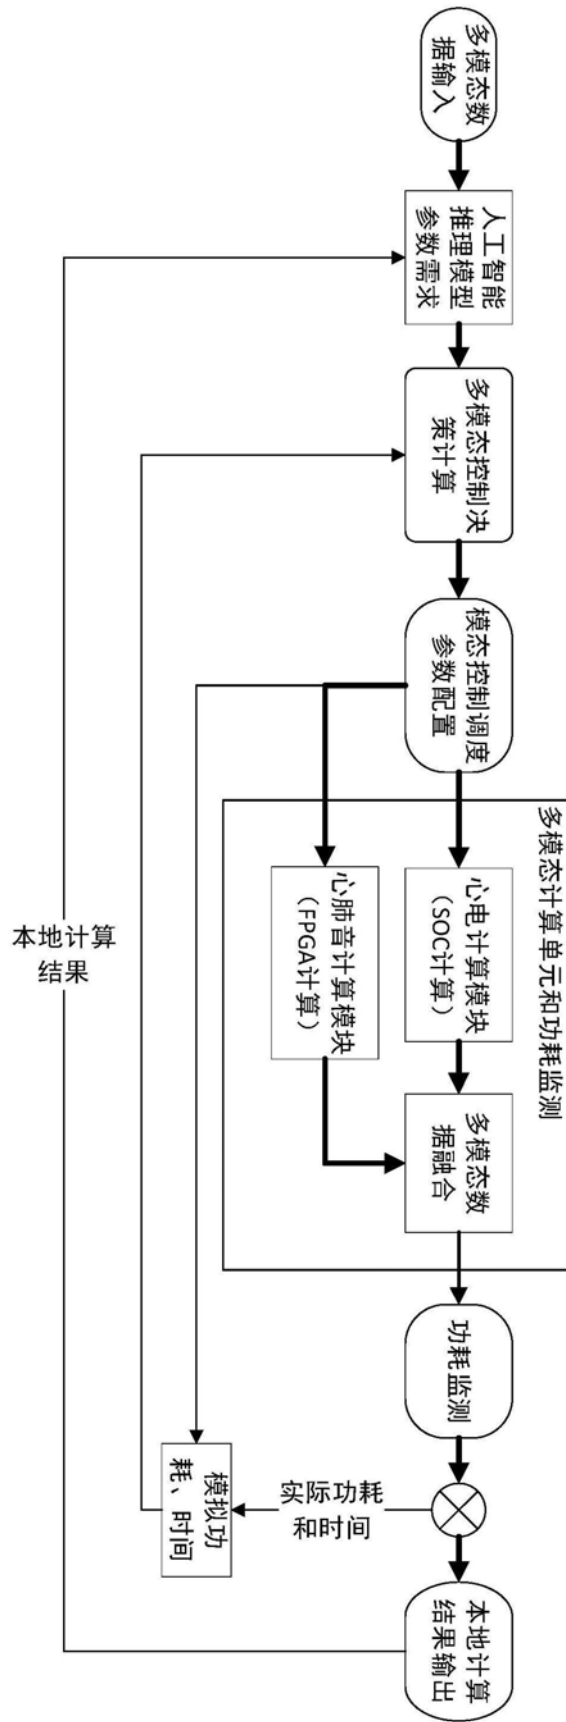 多模态数
据输入
人工智能
推理模型
参数需求
多模态控制决
策计算
模态控制调度
参数配置
多模态计算单元和功耗监测
心电计算模块
（SOC计算）
心肺音计算模块
（FPGA计算）
多模态数
据融合
功耗监测
实际功耗
和时间
模拟功
耗、时间
本地计算
结果输出
本地计算
结果